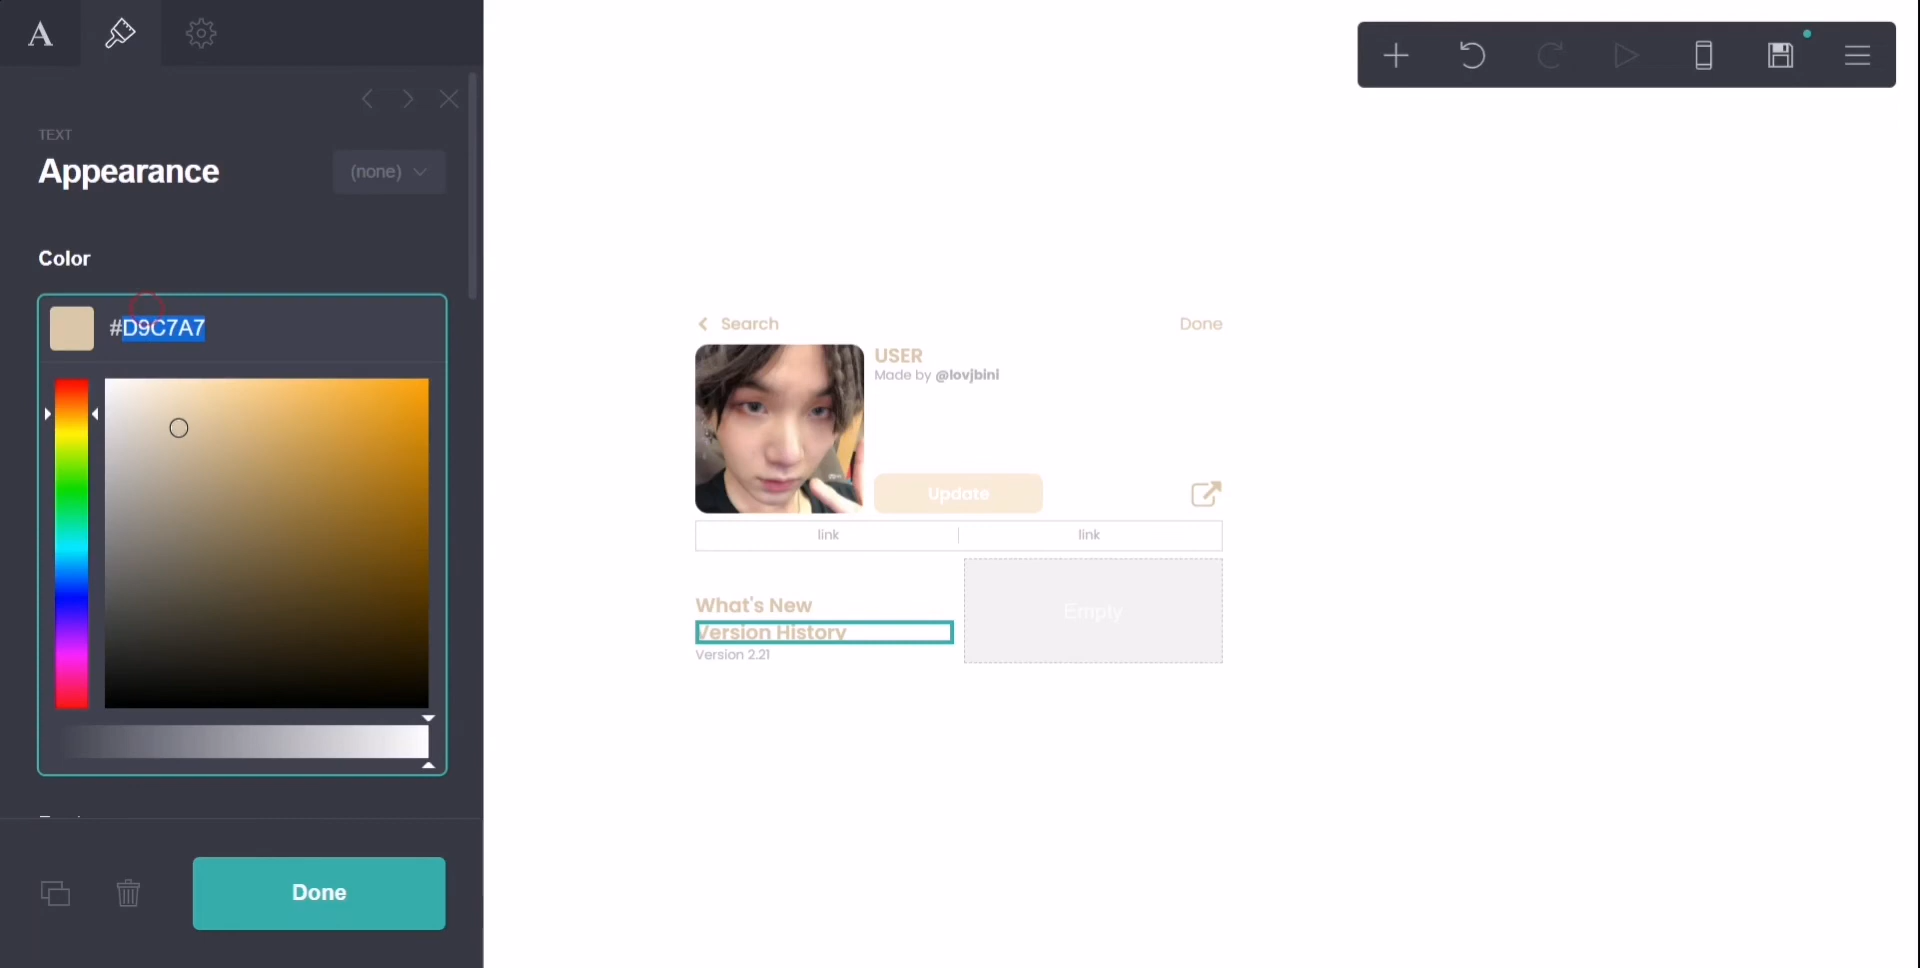 A
TEXT
Appearance
(none)
Color
#D9C7A7
Done
Search
Done
USER
Made by @lovjbini
Update
link
link
What's New
Version History
Version 2.21
Empty